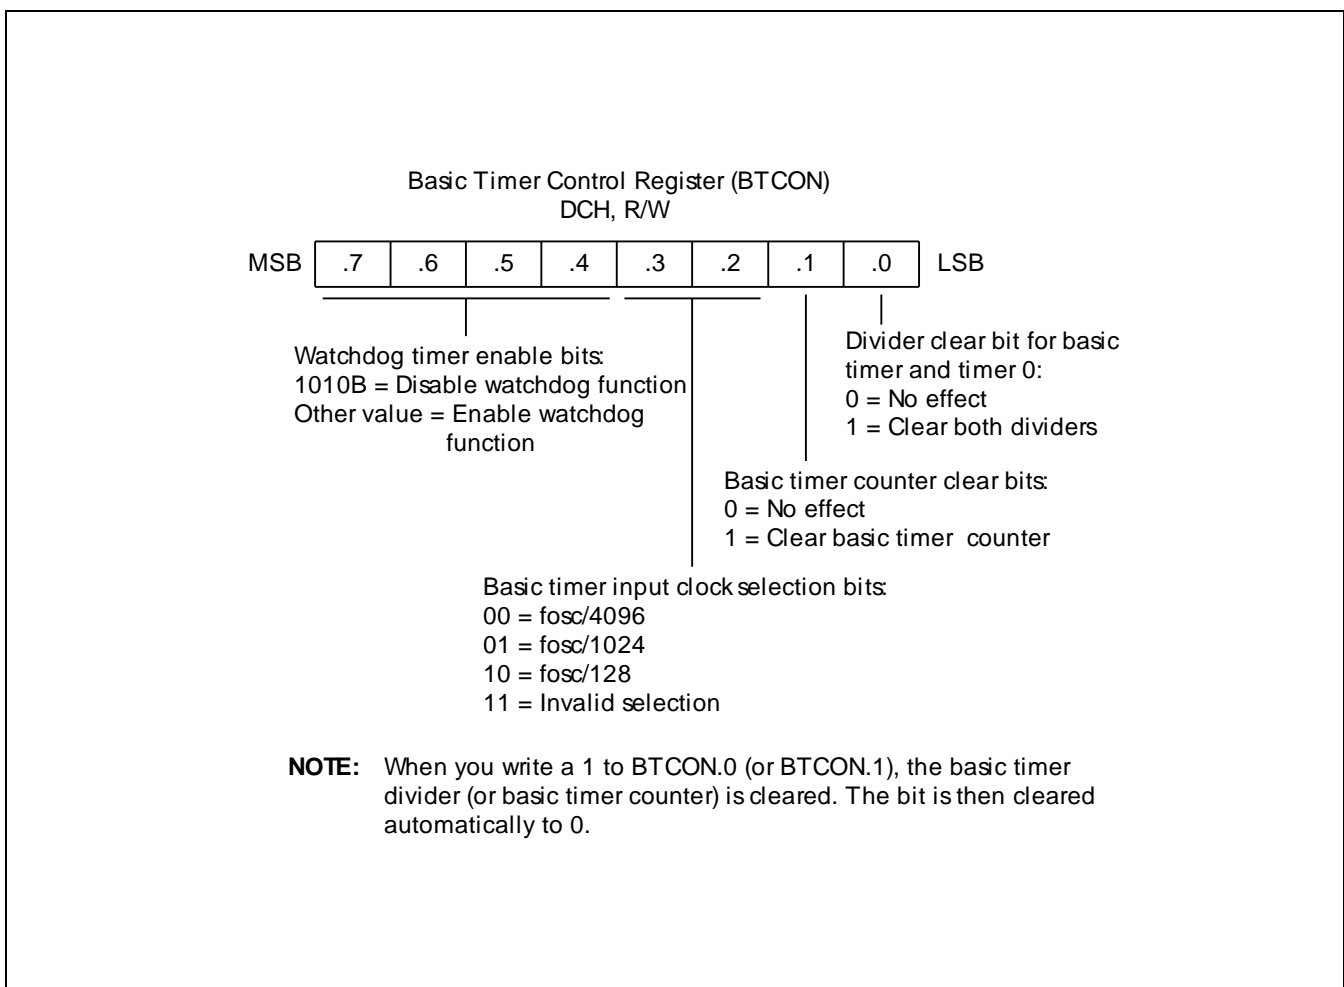 Basic Timer Control Register (BTCON)
DCH, R/W
MSB .7 .6 .5 .4 .3 .2 .1 .0 LSB
Watchdog timer enable bits:
1010B = Disable watchdog function
Other value = Enable watchdog
function
Divider clear bit for basic
timer and timer 0:
0 = No effect
1 = Clear both dividers
Basic timer counter clear bits:
0 = No effect
1 = Clear basic timer counter
Basic timer input clock selection bits:
00 = fosc/4096
01 = fosc/1024
10 = fosc/128
11 = Invalid selection
NOTE: When you write a 1 to BTCON.0 (or BTCON.1), the basic timer
divider (or basic timer counter) is cleared. The bit is then cleared
automatically to 0.